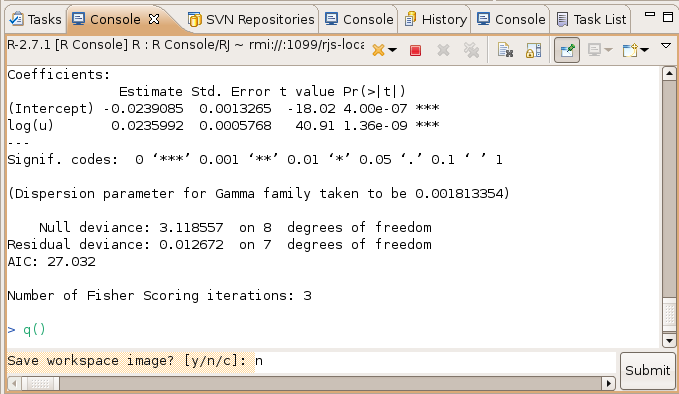 Tasks Console SVN Repositories Console History Console Task List
R-2.7.1 [R Console] R : R Console/RJ ~ rmi://:1099/rjs-loca
Coefficients:
Estimate Std. Error t value Pr(>|t|)
(Intercept) -0.0239085 0.0013265 -18.02 4.00e-07 ***
log(u) 0.0235992 0.0005768 40.91 1.36e-09 ***
---
Signif. codes: 0 ‘***’ 0.001 ‘**’ 0.01 ‘*’ 0.05 ‘.’ 0.1 ‘ ’ 1
(Dispersion parameter for Gamma family taken to be 0.001813354)
Null deviance: 3.118557 on 8 degrees of freedom
Residual deviance: 0.012672 on 7 degrees of freedom
AIC: 27.032
Number of Fisher Scoring iterations: 3
> q()
Save workspace image? [y/n/c]: n
Submit